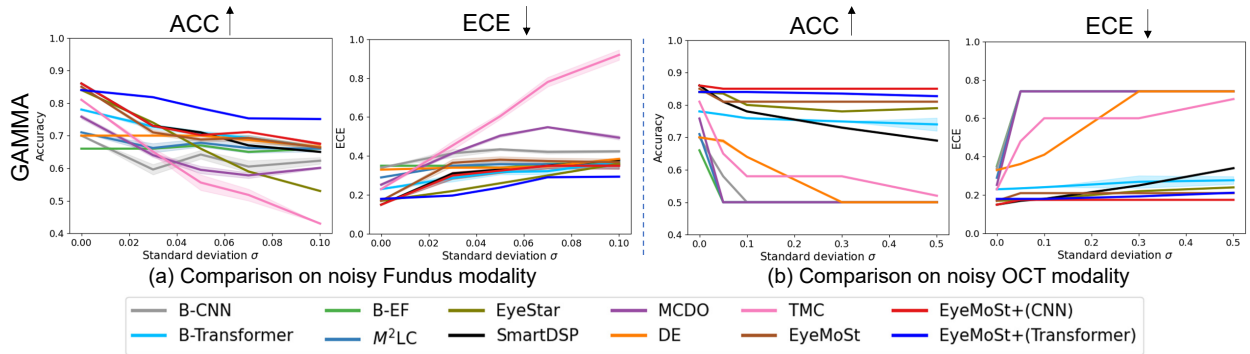 ACC ↑ ECE ↓ ACC ↑ ECE ↓
GAMMA
Accuracy
1.0
0.9
0.8
0.7
0.6
0.5
0.4
0.00 0.02 0.04 0.06 0.08 0.10
Standard deviation σ
ECE
1.0
0.8
0.6
0.4
0.2
0.0
0.00 0.02 0.04 0.06 0.08 0.10
Standard deviation σ
Accuracy
1.0
0.9
0.8
0.7
0.6
0.5
0.4
0.0 0.1 0.2 0.3 0.4 0.5
Standard deviation σ
ECE
1.0
0.8
0.6
0.4
0.2
0.0
0.0 0.1 0.2 0.3 0.4 0.5
Standard deviation σ
(a) Comparison on noisy Fundus modality (b) Comparison on noisy OCT modality
B-CNN B-EF EyeStar MCDO TMC EyeMoSt+(CNN)
B-Transformer M²LC SmartDSP DE EyeMoSt EyeMoSt+(Transformer)